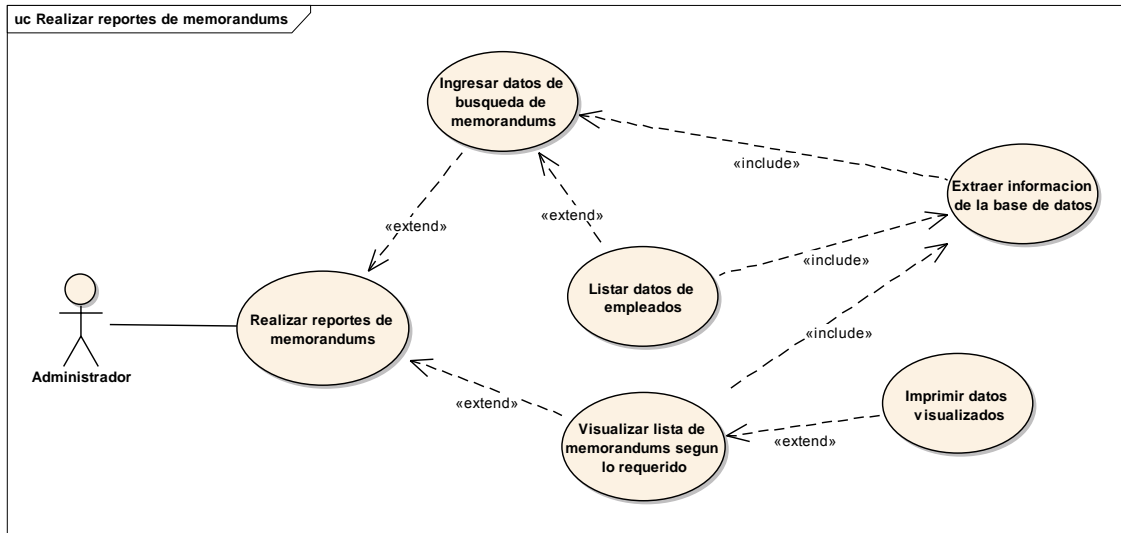 uc Realizar reportes de memorandums
Ingresar datos de
busqueda de
memorandums
«include»
Extraer informacion
de la base de datos
«extend»
«extend»
«include»
Listar datos de
empleados
Realizar reportes de
memorandums
«include»
Administrador
«extend»
Imprimir datos
visualizados
Visualizar lista de
memorandums segun
lo requerido
«extend»